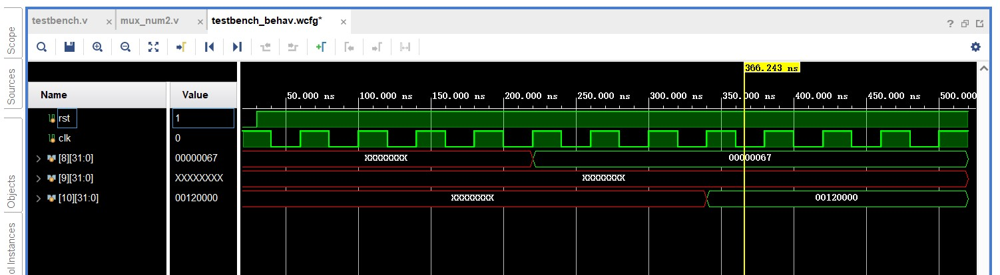 testbench.v × mux_num2.v × testbench_behav.wcfg* ×
?
Scope
Sources
Objects
ol Instances
366.243 ns
Name Value
50.000 ns 100.000 ns 150.000 ns 200.000 ns 250.000 ns 300.000 ns 350.000 ns 400.000 ns 450.000 ns 500.000
rst 1
clk 0
[8][31:0] 00000067 XXXXXXXX 00000067
[9][31:0] XXXXXXXX XXXXXXXX
[10][31:0] 00120000 XXXXXXXX 00120000